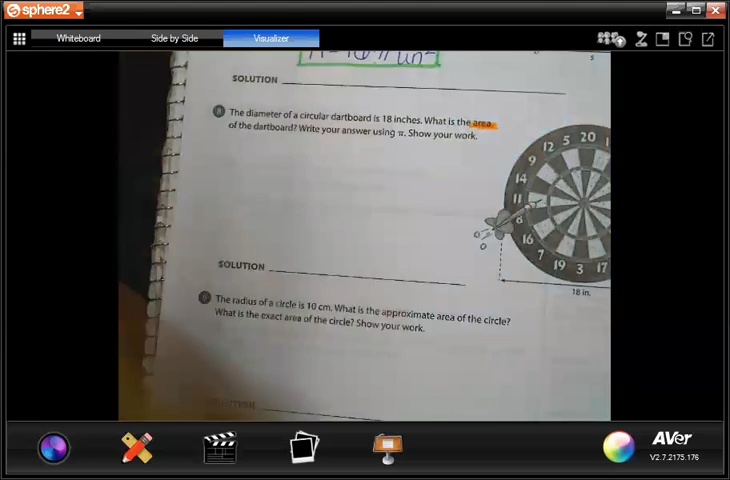 sphere2
Whiteboard
Side by Side
Visualizer
SOLUTION
The diameter of a circular dartboard is 18 inches. What is the area
of the dartboard? Write your answer using π. Show your work.
12 5 20 1
9
14
11
8
16
7 19 3 17
18 in.
SOLUTION
The radius of a circle is 10 cm. What is the approximate area of the circle?
What is the exact area of the circle? Show your work.
SOLUTION
AVer
V2.7.2175.176